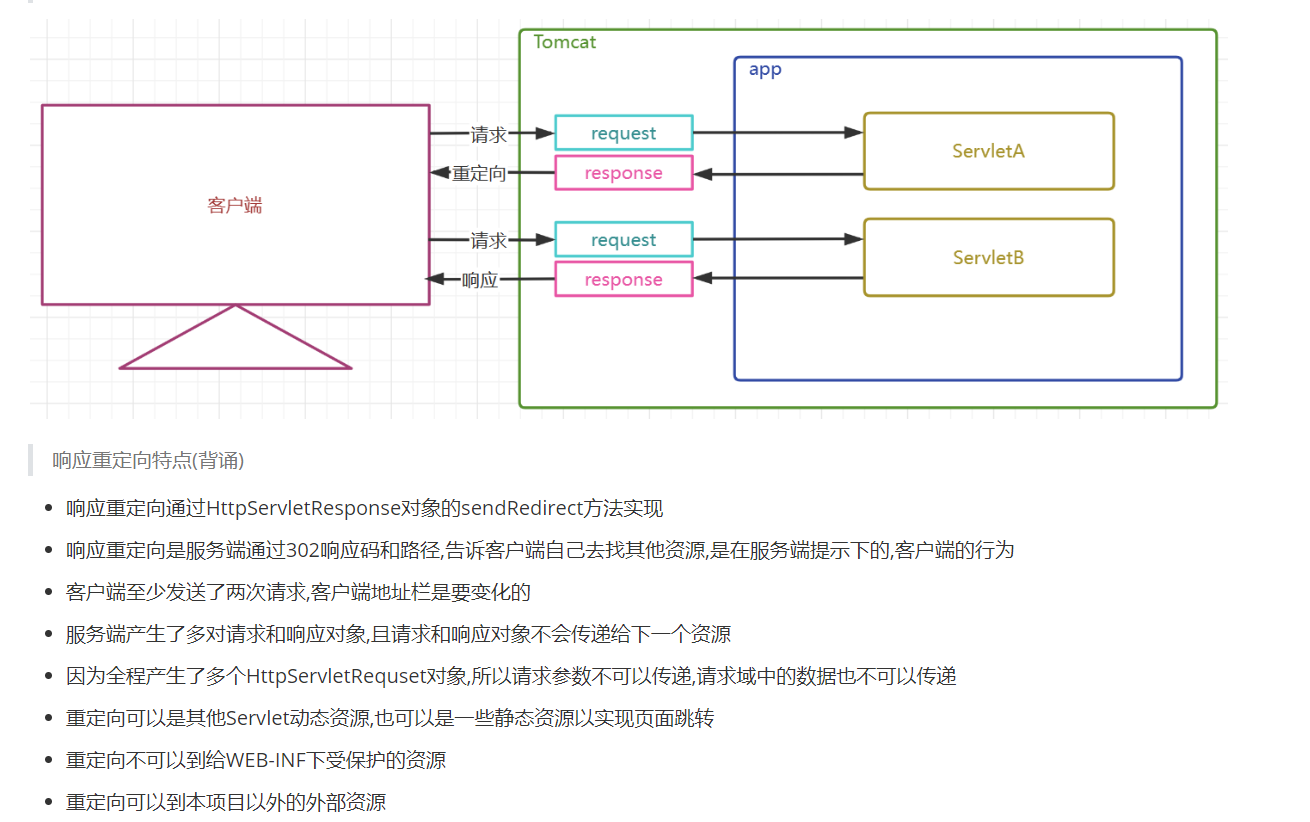 Tomcat
app
请求
request
ServletA
重定向
response
客户端
请求
request
ServletB
响应
response
响应重定向特点(背诵)
响应重定向通过HttpServletResponse对象的sendRedirect方法实现
响应重定向是服务端通过302响应码和路径,告诉客户端自己去找其他资源,是在服务端提示下的,客户端的行为
客户端至少发送了两次请求,客户端地址栏是要变化的
服务端产生了多对请求和响应对象,且请求和响应对象不会传递给下一个资源
因为全程产生了多个HttpServletRequset对象,所以请求参数不可以传递,请求域中的数据也不可以传递
重定向可以是其他Servlet动态资源,也可以是一些静态资源以实现页面跳转
重定向不可以到给WEB-INF下受保护的资源
重定向可以到本项目以外的外部资源